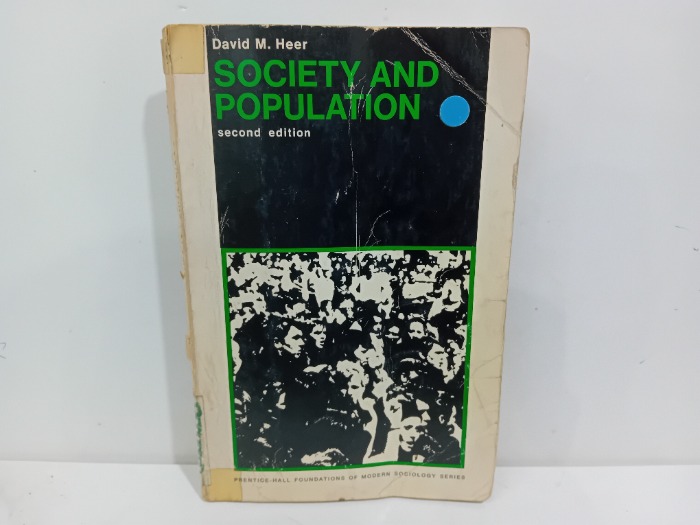 David M. Heer
SOCIETY AND
POPULATION
second edition
PRENTICE-HALL FOUNDATIONS OF MODERN SOCIOLOGY SERIES